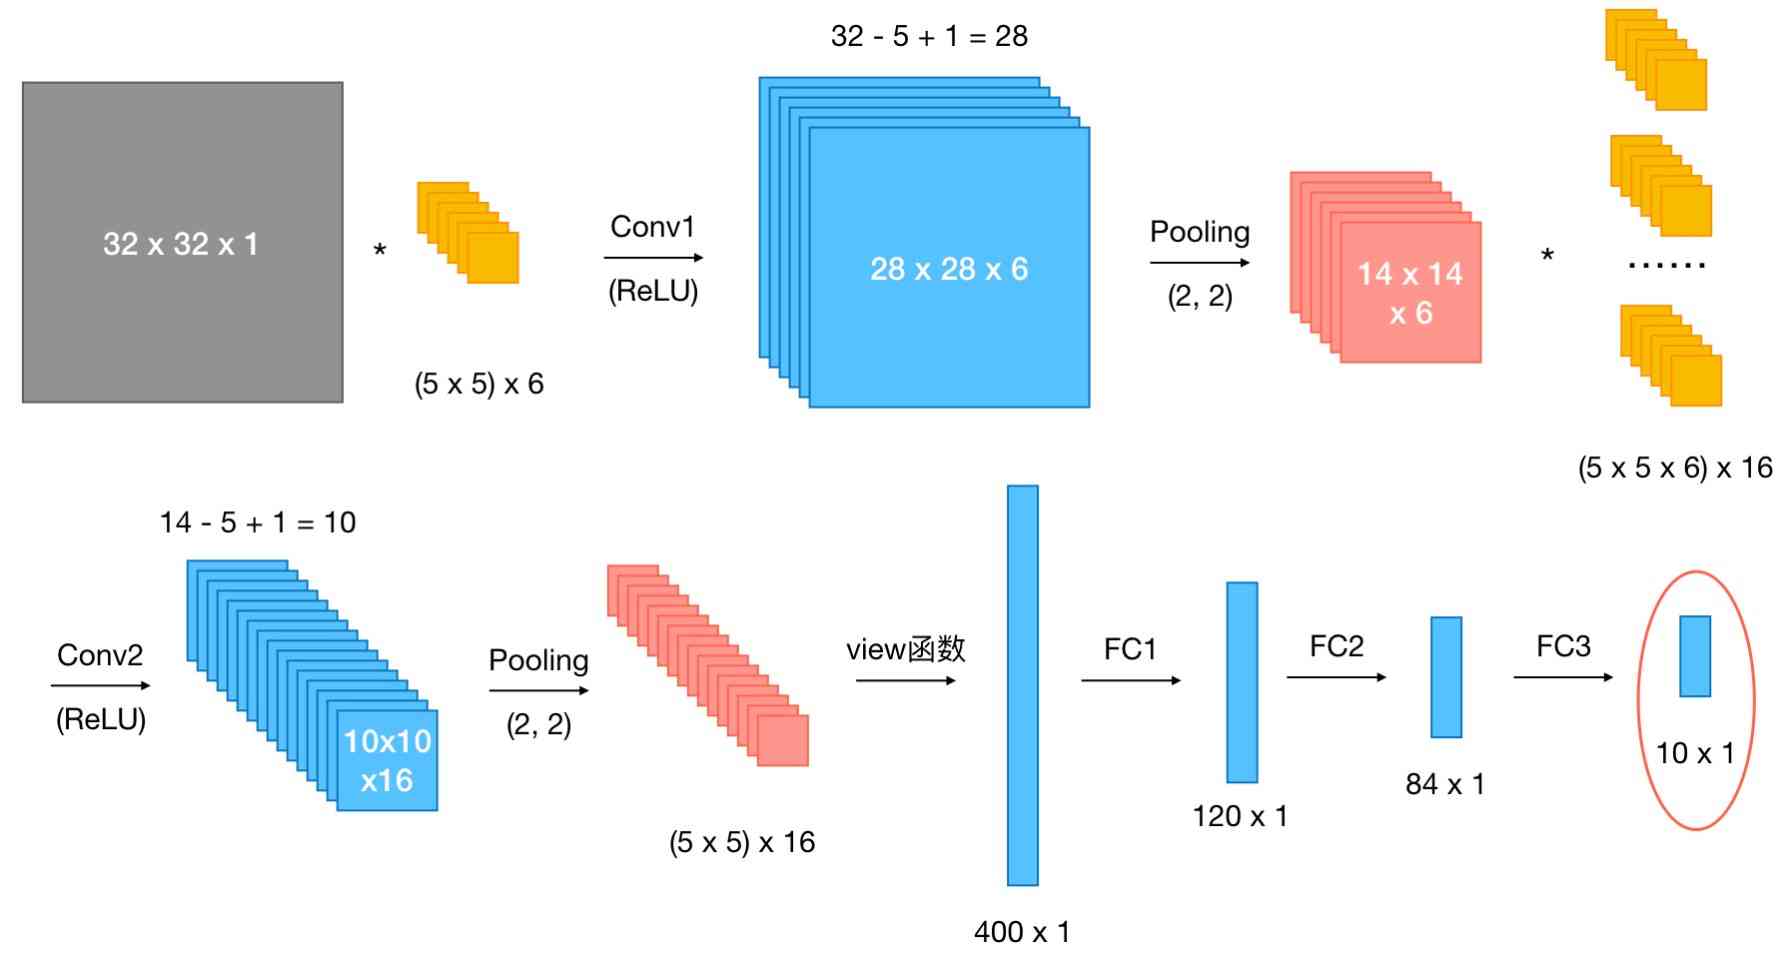 32 - 5 + 1 = 28
32 x 32 x 1
*
(5 x 5) x 6
Conv1
(ReLU)
28 x 28 x 6
Pooling
(2, 2)
14 x 14
x 6
*
......
(5 x 5 x 6) x 16
Conv2
(ReLU)
14 - 5 + 1 = 10
10x10
x16
Pooling
(2, 2)
(5 x 5) x 16
view函数
400 x 1
FC1
120 x 1
FC2
84 x 1
FC3
10 x 1